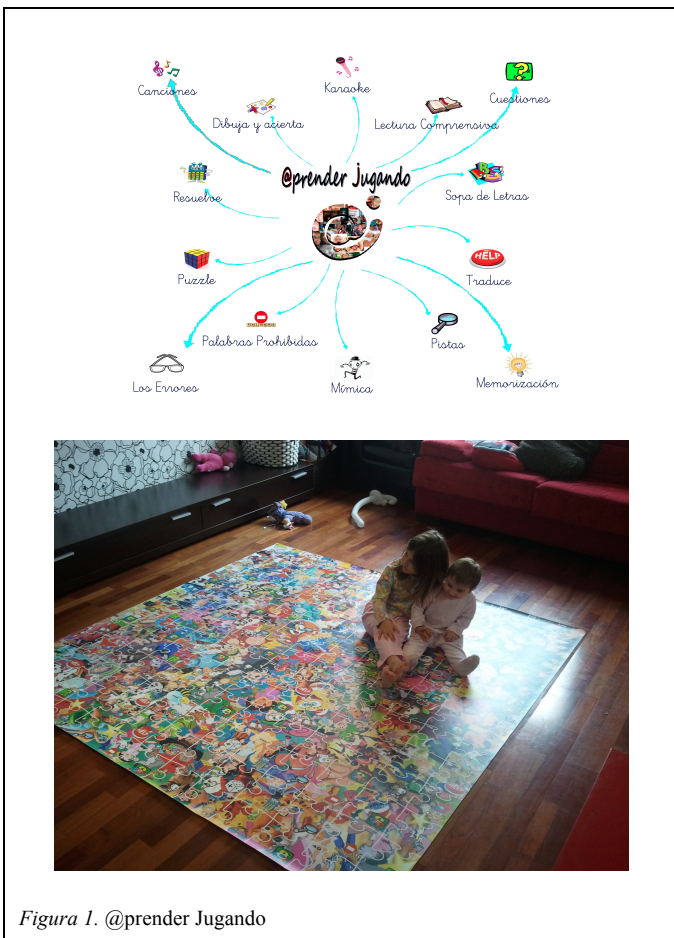 Canciones
Karaoke
Cuestiones
Dibuja y acierta
Lectura Comprensiva
@prender Jugando
Resuelve
Sopa de Letras
HELP
Puzzle
Traduce
Palabras Prohibidas
Pistas
Los Errores
Mímica
Memorización
Figura 1. @prender Jugando